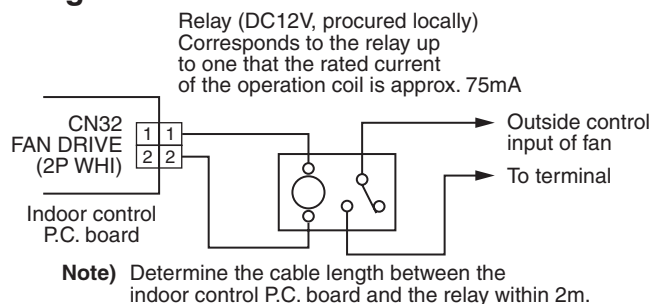 Relay (DC12V, procured locally)
Corresponds to the relay up
to one that the rated current
of the operation coil is approx. 75mA
CN32
FAN DRIVE
(2P WHI)
1 1
2 2
Outside control
input of fan
To terminal
Indoor control
P.C. board
Note) Determine the cable length between the
indoor control P.C. board and the relay within 2m.